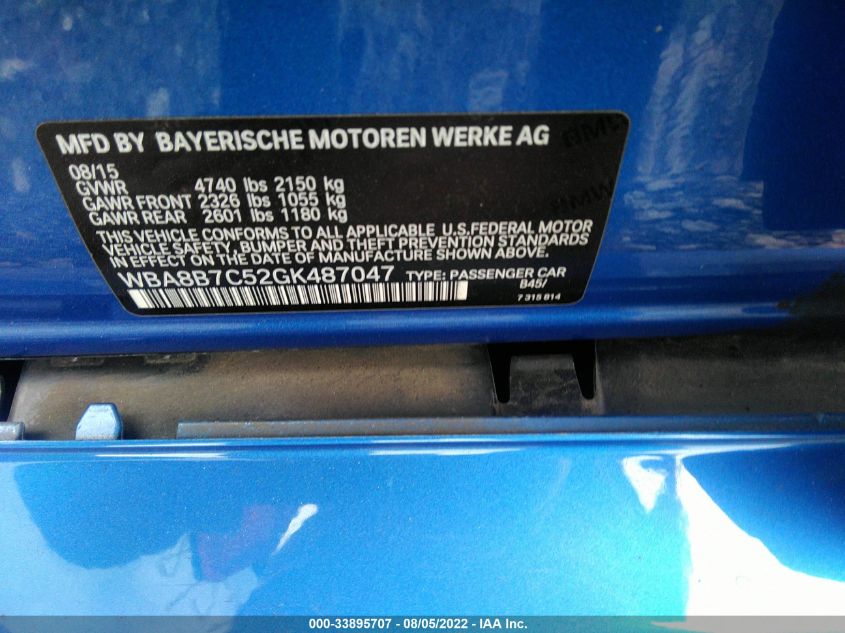 MFD BY BAYERISCHE MOTOREN WERKE AG
08/15
GVWR 4740 lbs 2150 kg
GAWR FRONT 2326 lbs 1055 kg
GAWR REAR 2601 lbs 1180 kg
THIS VEHICLE CONFORMS TO ALL APPLICABLE U.S.FEDERAL MOTOR
VEHICLE SAFETY, BUMPER AND THEFT PREVENTION STANDARDS
IN EFFECT ON THE DATE OF MANUFACTURE SHOWN ABOVE.
WBA8B7C52GK487047 TYPE: PASSENGER CAR
B45/
7 315 814
000-33895707 - 08/05/2022 - IAA Inc.